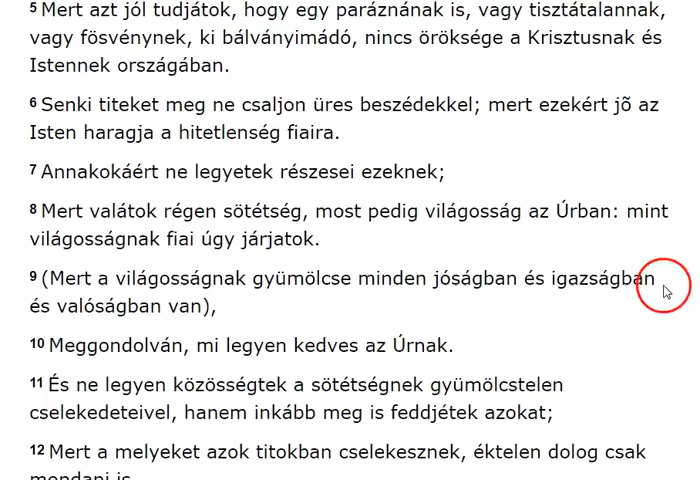 5 Mert azt jól tudjátok, hogy egy paráznának is, vagy tisztátalannak,
vagy fösvénynek, ki bálványimádó, nincs öröksége a Krisztusnak és
Istennek országában.
6 Senki titeket meg ne csaljon üres beszédekkel; mert ezekért jõ az
Isten haragja a hitetlenség fiaira.
7 Annakokáért ne legyetek részesei ezeknek;
8 Mert valátok régen sötétség, most pedig világosság az Úrban: mint
világosságnak fiai úgy járjatok.
9 (Mert a világosságnak gyümölcse minden jóságban és igazságban
és valóságban van),
10 Meggondolván, mi legyen kedves az Úrnak.
11 És ne legyen közösségtek a sötétségnek gyümölcstelen
cselekedeteivel, hanem inkább meg is feddjétek azokat;
12 Mert a melyeket azok titokban cselekesznek, éktelen dolog csak
mondani is